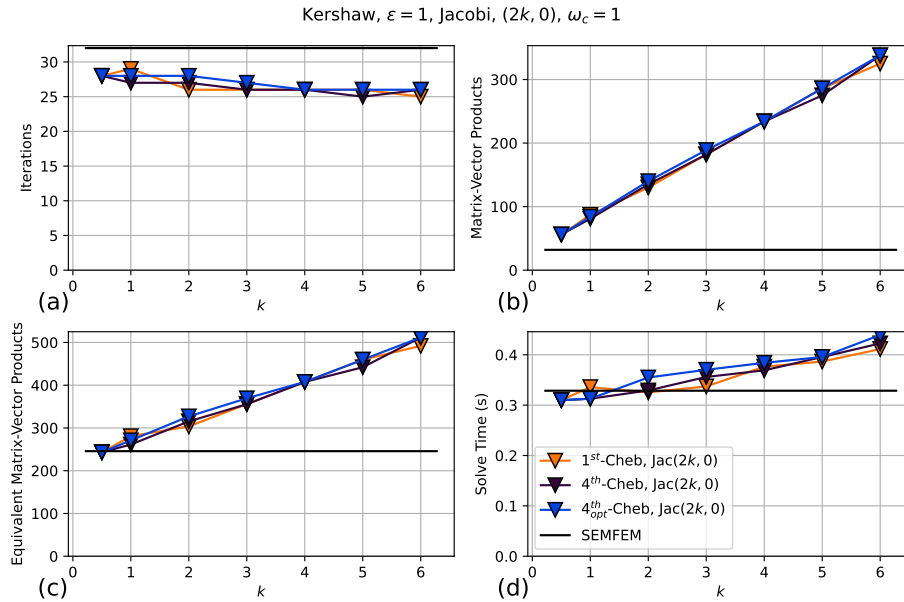 Kershaw, ε = 1, Jacobi, (2k, 0), ω_c = 1
30
25
20
15
10
5
0
Iterations
0 1 2 3 4 5 6
k
(a)
300
200
100
0
Matrix-Vector Products
0 1 2 3 4 5 6
k
(b)
500
400
300
200
100
0
Equivalent Matrix-Vector Products
0 1 2 3 4 5 6
k
(c)
0.4
0.3
0.2
0.1
0.0
Solve Time (s)
1^{st}-Cheb, Jac(2k, 0)
4^{th}-Cheb, Jac(2k, 0)
4^{th}_{opt}-Cheb, Jac(2k, 0)
SEMFEM
0 1 2 3 4 5 6
k
(d)